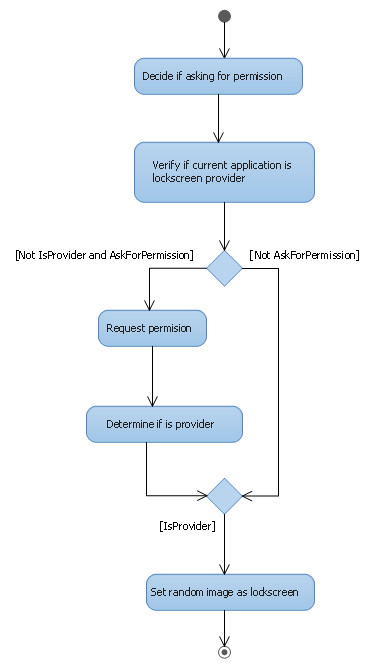 Decide if asking for permission
Verify if current application is
lockscreen provider
[Not IsProvider and AskForPermission]
[Not AskForPermission]
Request permision
Determine if is provider
[IsProvider]
Set random image as lockscreen